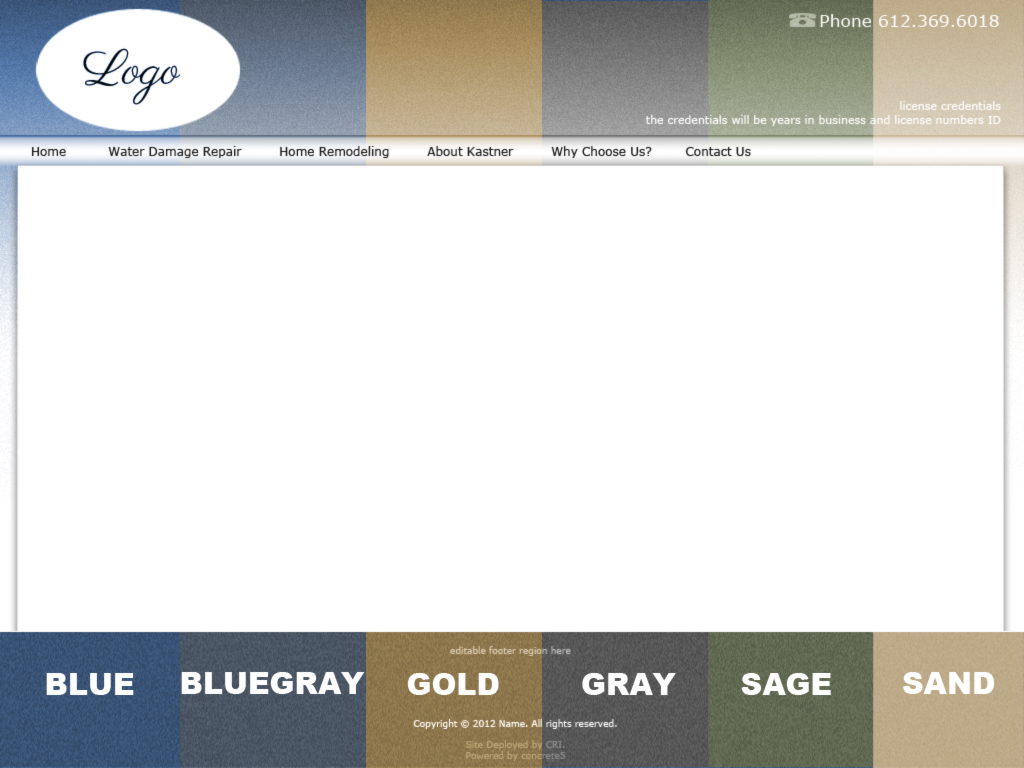 Logo
Phone 612.369.6018
license credentials
the credentials will be years in business and license numbers ID
Home Water Damage Repair Home Remodeling About Kastner Why Choose Us? Contact Us
editable footer region here
BLUE BLUEGRAY GOLD GRAY SAGE SAND
Copyright © 2012 Name. All rights reserved.
Site Deployed by CRI.
Powered by concrete5